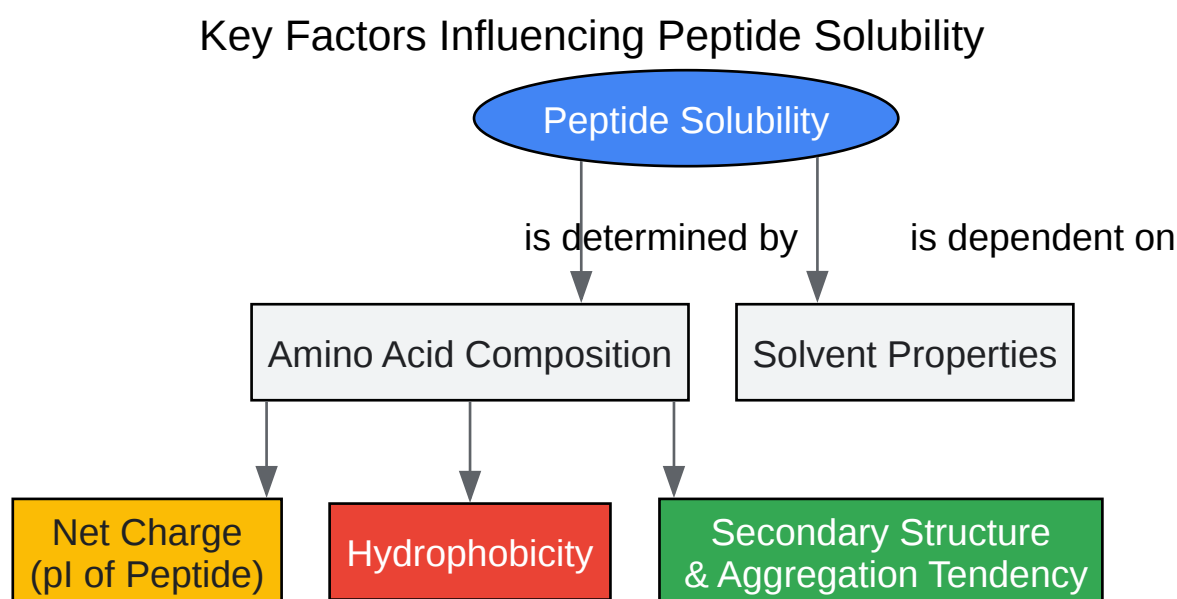 Key Factors Influencing Peptide Solubility
Peptide Solubility
is determined by
is dependent on
Amino Acid Composition
Solvent Properties
Net Charge
(pI of Peptide)
Hydrophobicity
Secondary Structure
& Aggregation Tendency